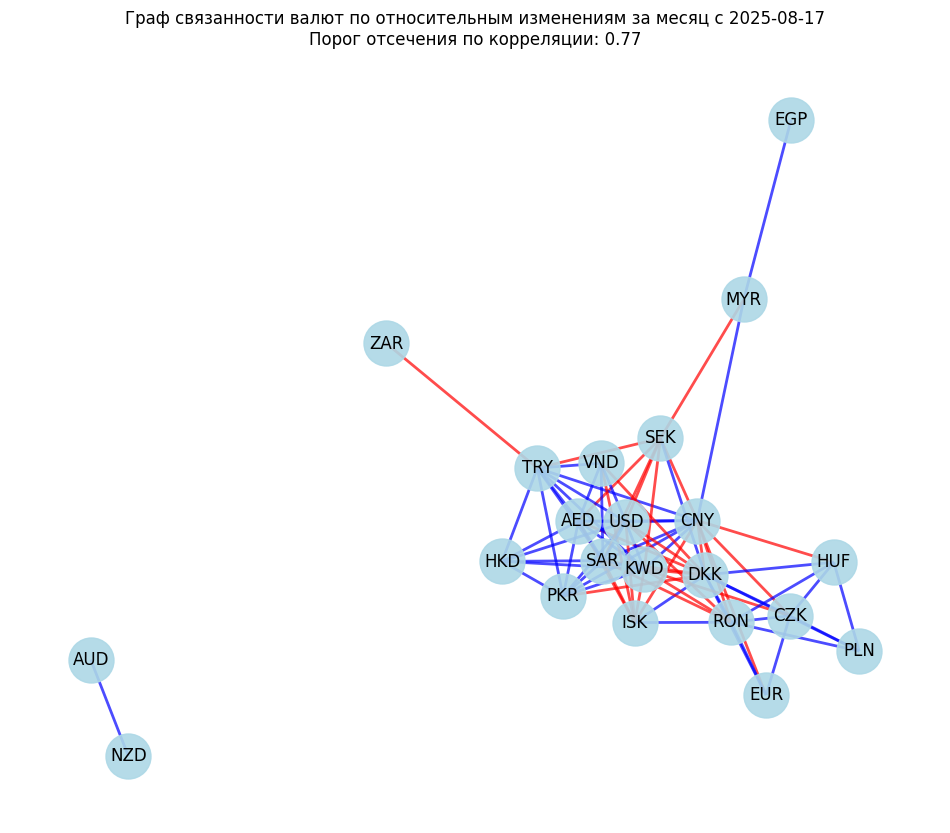 Граф связанности валют по относительным изменениям за месяц с 2025-08-17
Порог отсечения по корреляции: 0.77
EGP
MYR
ZAR
SEK
VND
TRY
AED
USD
CNY
HKD
SAR
KWD
DKK
HUF
PKR
ISK
RON
CZK
PLN
AUD
EUR
NZD